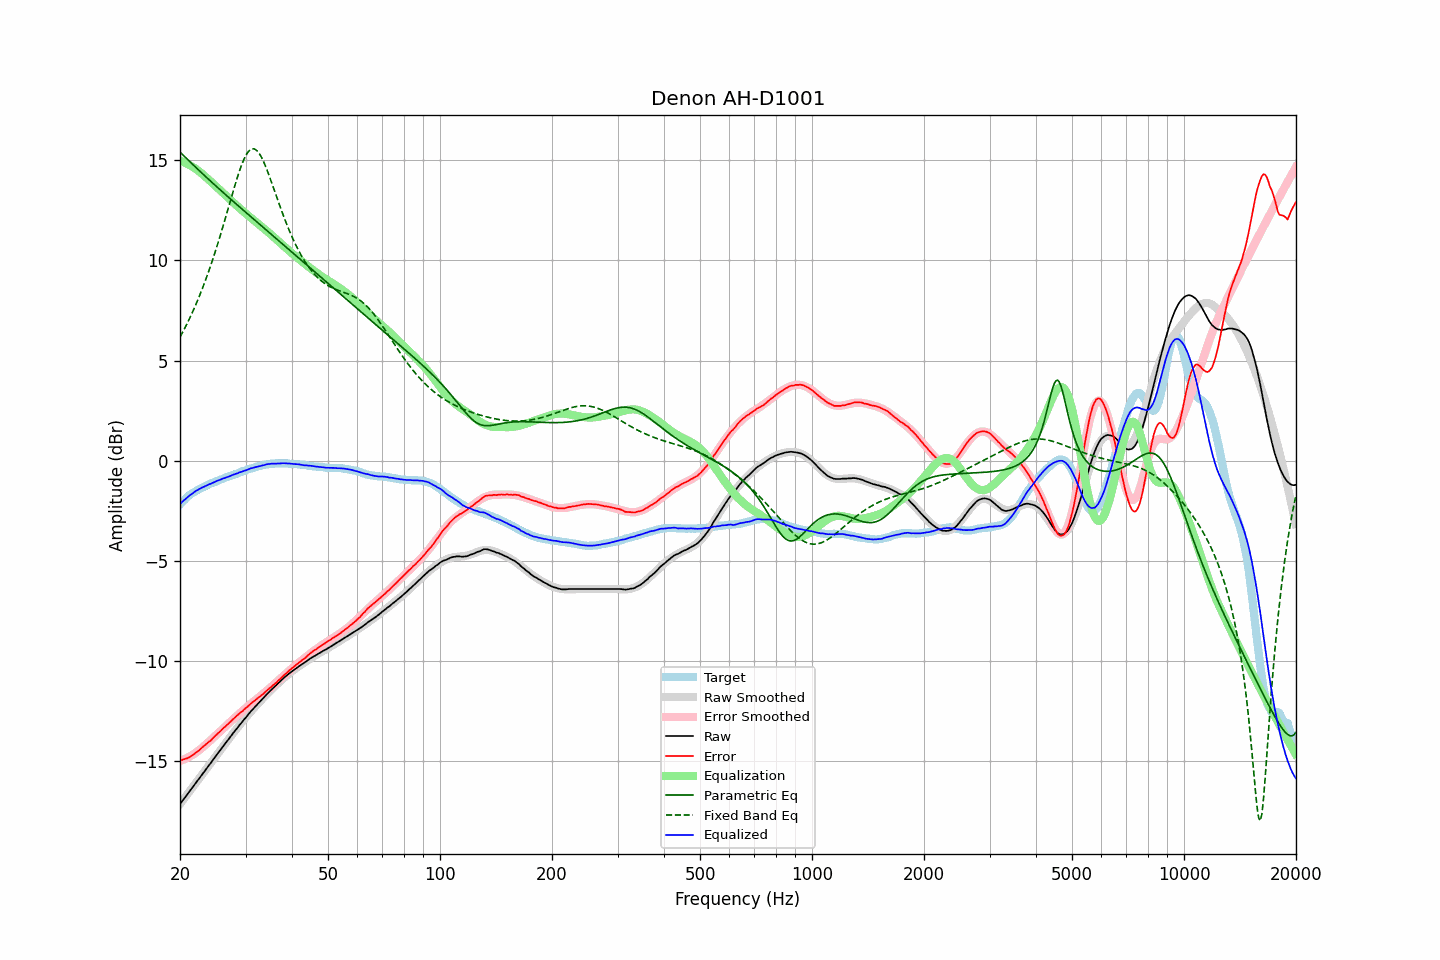 Denon AH-D1001
Amplitude (dBr)
15
10
5
0
−5
−10
−15
Target
Raw Smoothed
Error Smoothed
Raw
Error
Equalization
Parametric Eq
Fixed Band Eq
Equalized
20 50 100 200 500 1000 2000 5000 10000 20000
Frequency (Hz)